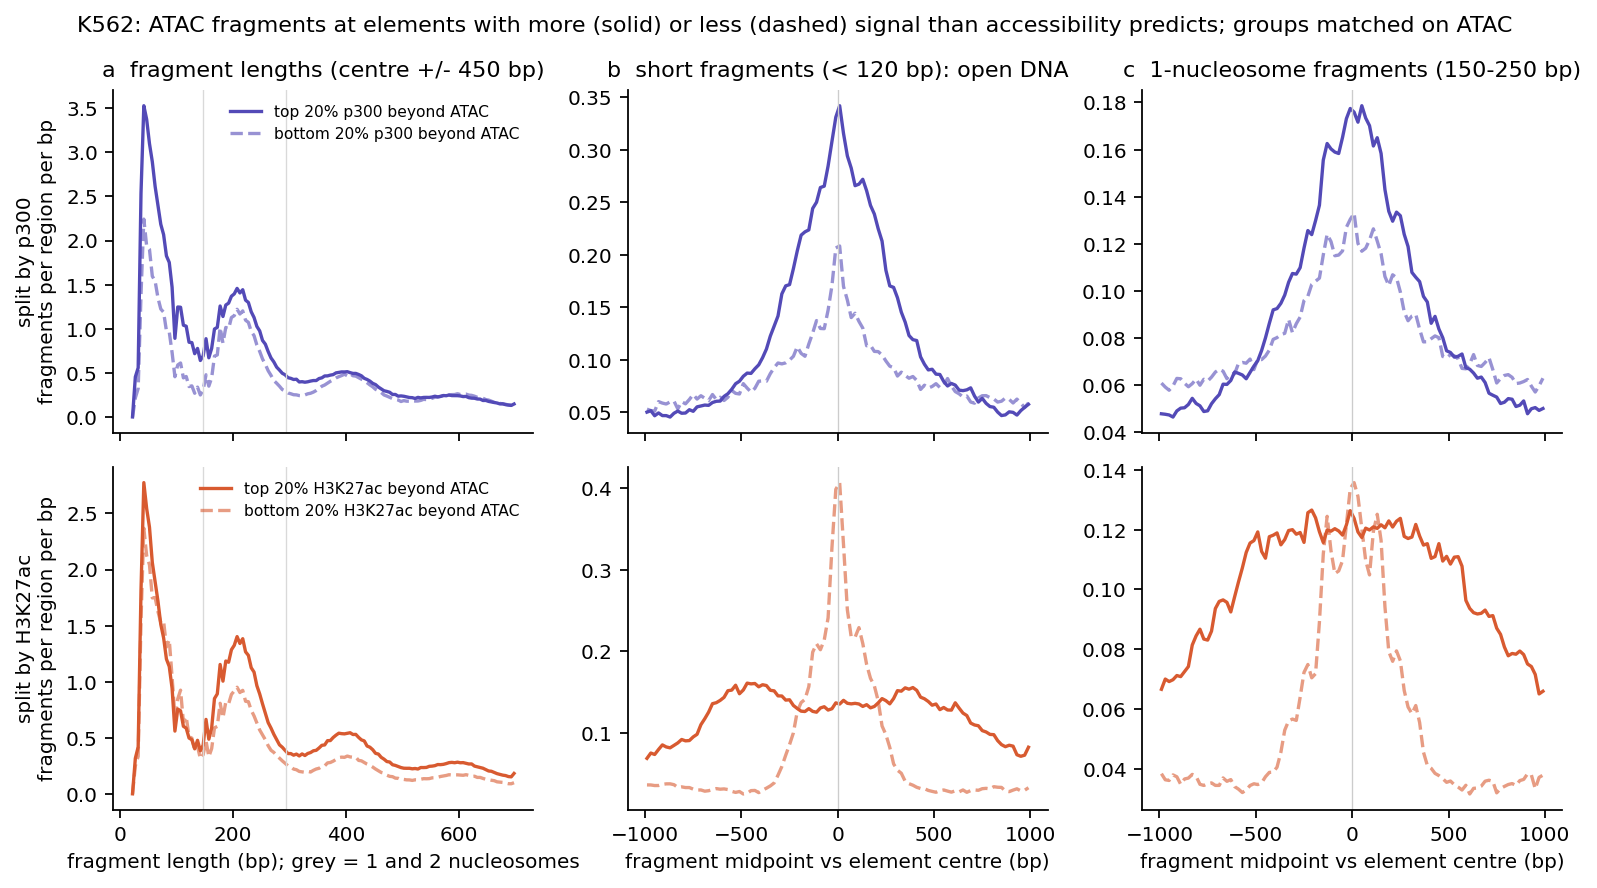 K562: ATAC fragments at elements with more (solid) or less (dashed) signal than accessibility predicts; groups matched on ATAC
a  fragment lengths (centre +/- 450 bp)
b  short fragments (< 120 bp): open DNA
c  1-nucleosome fragments (150-250 bp)
split by p300
fragments per region per bp
3.5
3.0
2.5
2.0
1.5
1.0
0.5
0.0
top 20% p300 beyond ATAC
bottom 20% p300 beyond ATAC
0.35
0.30
0.25
0.20
0.15
0.10
0.05
0.18
0.16
0.14
0.12
0.10
0.08
0.06
0.04
split by H3K27ac
fragments per region per bp
2.5
2.0
1.5
1.0
0.5
0.0
top 20% H3K27ac beyond ATAC
bottom 20% H3K27ac beyond ATAC
0 200 400 600
fragment length (bp); grey = 1 and 2 nucleosomes
0.4
0.3
0.2
0.1
−1000 −500 0 500 1000
fragment midpoint vs element centre (bp)
0.14
0.12
0.10
0.08
0.06
0.04
−1000 −500 0 500 1000
fragment midpoint vs element centre (bp)